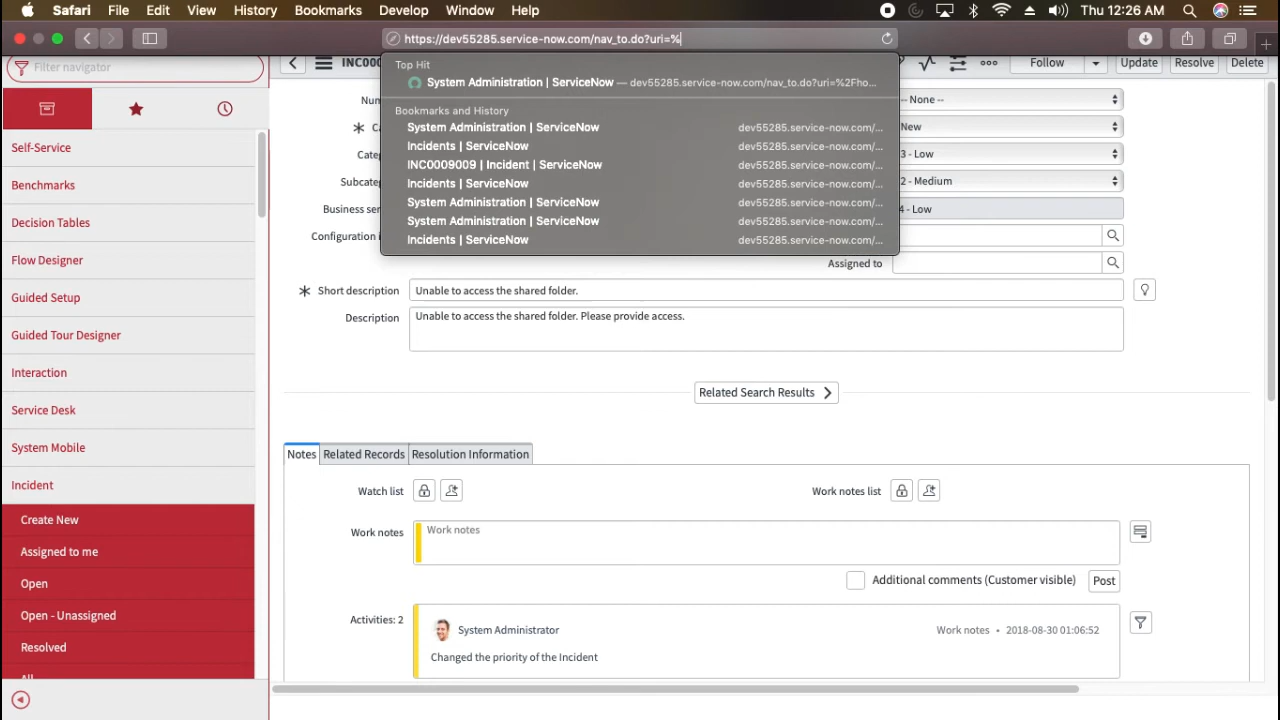 Safari File Edit View History Bookmarks Develop Window Help Thu 12:26 AM
https://dev55285.service-now.com/nav_to.do?uri=%
Filter navigator
INC000 Follow Update Resolve Delete
Top Hit
System Administration | ServiceNow — dev55285.service-now.com/nav_to.do?uri=%2Fho...
Bookmarks and History
System Administration | ServiceNow dev55285.service-now.com/...
Incidents | ServiceNow dev55285.service-now.com/...
INC0009009 | Incident | ServiceNow dev55285.service-now.com/...
Incidents | ServiceNow dev55285.service-now.com/...
System Administration | ServiceNow dev55285.service-now.com/...
System Administration | ServiceNow dev55285.service-now.com/...
Incidents | ServiceNow dev55285.service-now.com/...
Self-Service
Benchmarks
Decision Tables
Flow Designer
Guided Setup
Guided Tour Designer
Interaction
Service Desk
System Mobile
Incident
Create New
Assigned to me
Open
Open - Unassigned
Resolved
All
Num
-- None --
Ca
New
Categ
3 - Low
Subcate
2 - Medium
Business ser
4 - Low
Configuration i
Assigned to
Short description Unable to access the shared folder.
Description Unable to access the shared folder. Please provide access.
Related Search Results
Notes Related Records Resolution Information
Watch list Work notes list
Work notes Work notes
Additional comments (Customer visible) Post
Activities: 2 System Administrator Work notes • 2018-08-30 01:06:52
Changed the priority of the Incident